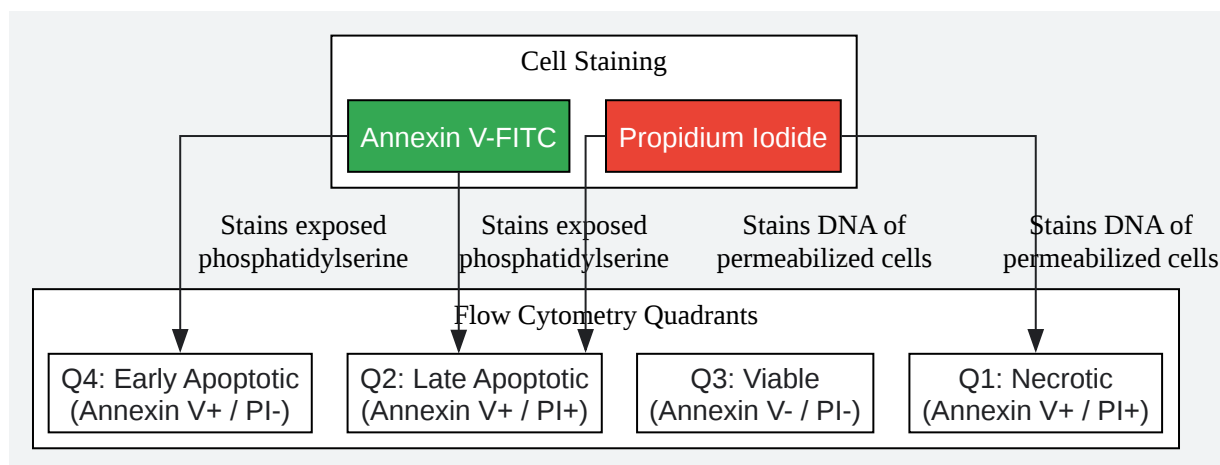 Cell Staining
Annexin V-FITC
Propidium Iodide
Stains exposed
phosphatidylserine
Stains exposed
phosphatidylserine
Stains DNA of
permeabilized cells
Stains DNA of
permeabilized cells
Flow Cytometry Quadrants
Q4: Early Apoptotic
(Annexin V+ / PI-)
Q2: Late Apoptotic
(Annexin V+ / PI+)
Q3: Viable
(Annexin V- / PI-)
Q1: Necrotic
(Annexin V+ / PI+)